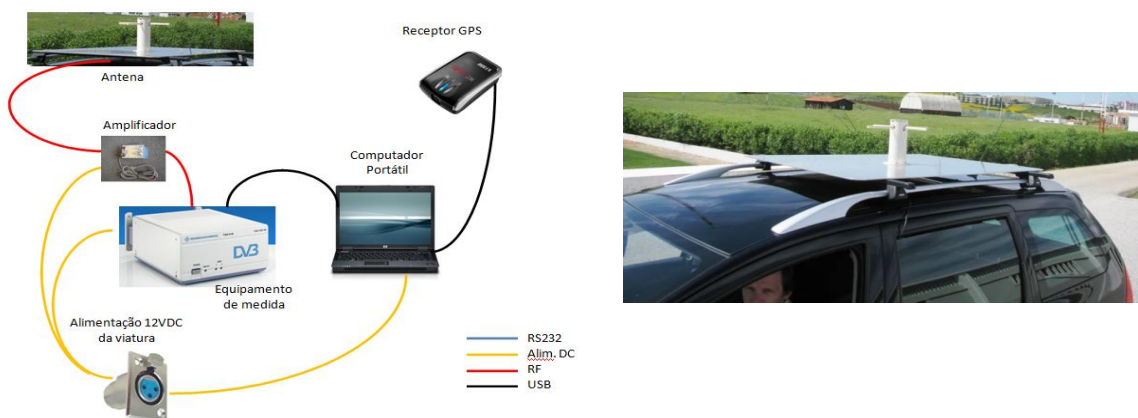 Receptor GPS
Antena
Amplificador
Computador
Portátil
DVB
Equipamento
de medida
Alimentação 12VDC
da viatura
RS232
Alim. DC
RF
USB